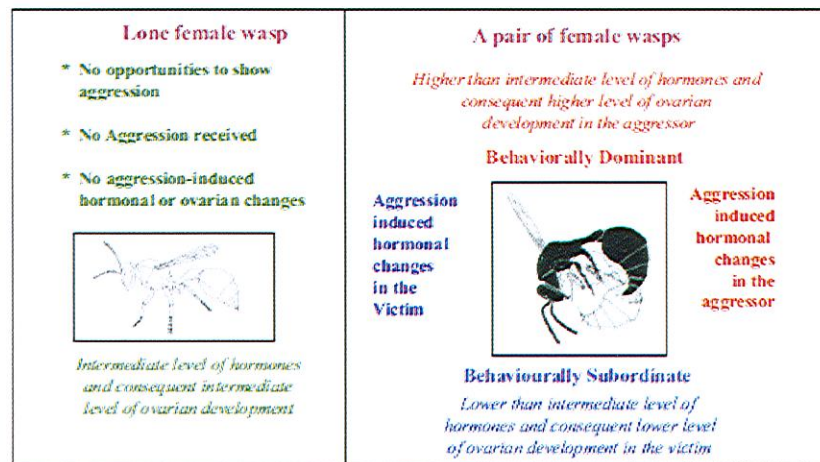 Lone female wasp
* No opportunities to show
aggression
* No Aggression received
* No aggression-induced
hormonal or ovarian changes
Intermediate level of hormones
and consequent intermediate
level of ovarian development
A pair of female wasps
Higher than intermediate level of hormones and
consequent higher level of ovarian
development in the aggressor
Behaviorally Dominant
Aggression
induced
hormonal
changes
in the
Victim
Aggression
induced
hormonal
changes
in the
aggressor
Behaviourally Subordinate
Lower than intermediate level of
hormones and consequent lower level
of ovarian development in the victim